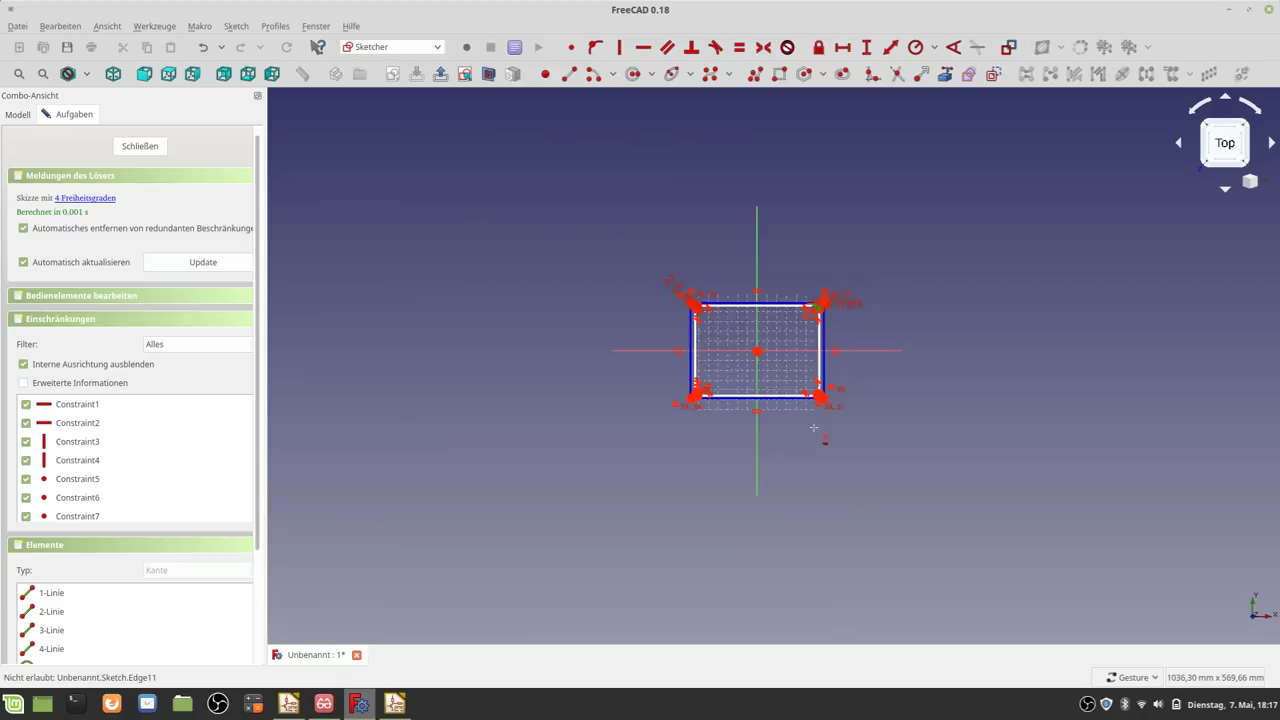 FreeCAD 0.18
Datei Bearbeiten Ansicht Werkzeuge Makro Sketch Profiles Fenster Hilfe
Sketcher
Combo-Ansicht
Modell Aufgaben
Schließen
Meldungen des Lösers
Skizze mit 4 Freiheitsgraden
Berechnet in 0.001 s
Automatisches entfernen von redundanten Beschränkunge
Automatisch aktualisieren Update
Bedienelemente bearbeiten
Einschränkungen
Filter: Alles
Interne Ausrichtung ausblenden
Erweiterte Informationen
Constraint1
Constraint2
Constraint3
Constraint4
Constraint5
Constraint6
Constraint7
Elemente
Typ: Kante
1-Linie
2-Linie
3-Linie
4-Linie
Top
Y
X
Unbenannt : 1*
Nicht erlaubt: Unbenannt.Sketch.Edge11
Gesture 1036,30 mm x 569,66 mm
Dienstag, 7. Mai, 18:17